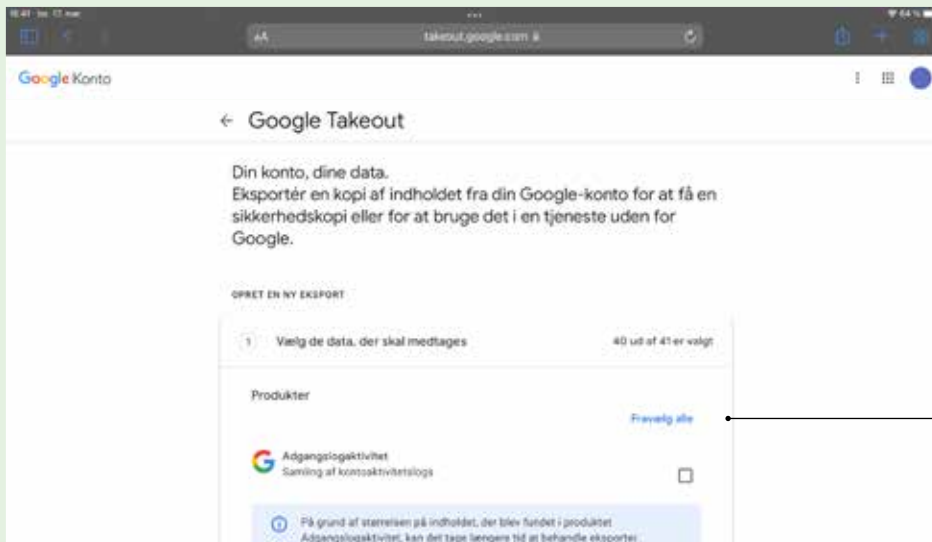 takeout.google.com
64 %
Google Konto
Google Takeout
Din konto, dine data.
Eksportér en kopi af indholdet fra din Google-konto for at få en
sikkerhedskopi eller for at bruge det i en tjeneste uden for
Google.
OPRET EN NY EKSPORT
1 Vælg de data, der skal medtages 40 ud af 41 er valgt
Produkter
Fravælg alle
Adgangslogaktivitet
Samling af kontoaktivitetslogs
På grund af størrelsen på indholdet, der blev fundet i produktet
Adgangslogaktivitet, kan det tage længere tid at behandle eksporter.